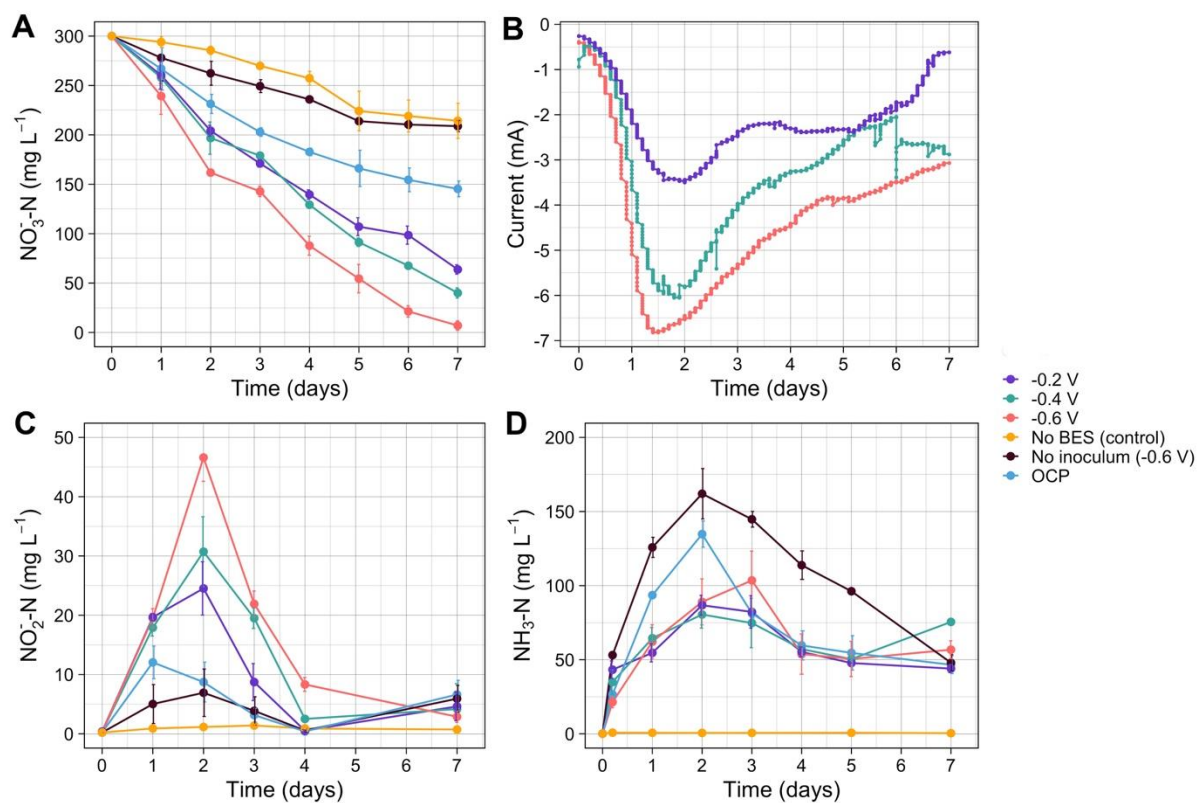 A
300
250
200
150
100
50
0
NO₃⁻-N (mg L⁻¹)
0 1 2 3 4 5 6 7
Time (days)
B
0
-1
-2
-3
-4
-5
-6
-7
Current (mA)
0 1 2 3 4 5 6 7
Time (days)
-0.2 V
-0.4 V
-0.6 V
No BES (control)
No inoculum (-0.6 V)
OCP
C
50
40
30
20
10
0
NO₂⁻-N (mg L⁻¹)
0 1 2 3 4 5 6 7
Time (days)
D
200
150
100
50
0
NH₃-N (mg L⁻¹)
0 1 2 3 4 5 6 7
Time (days)